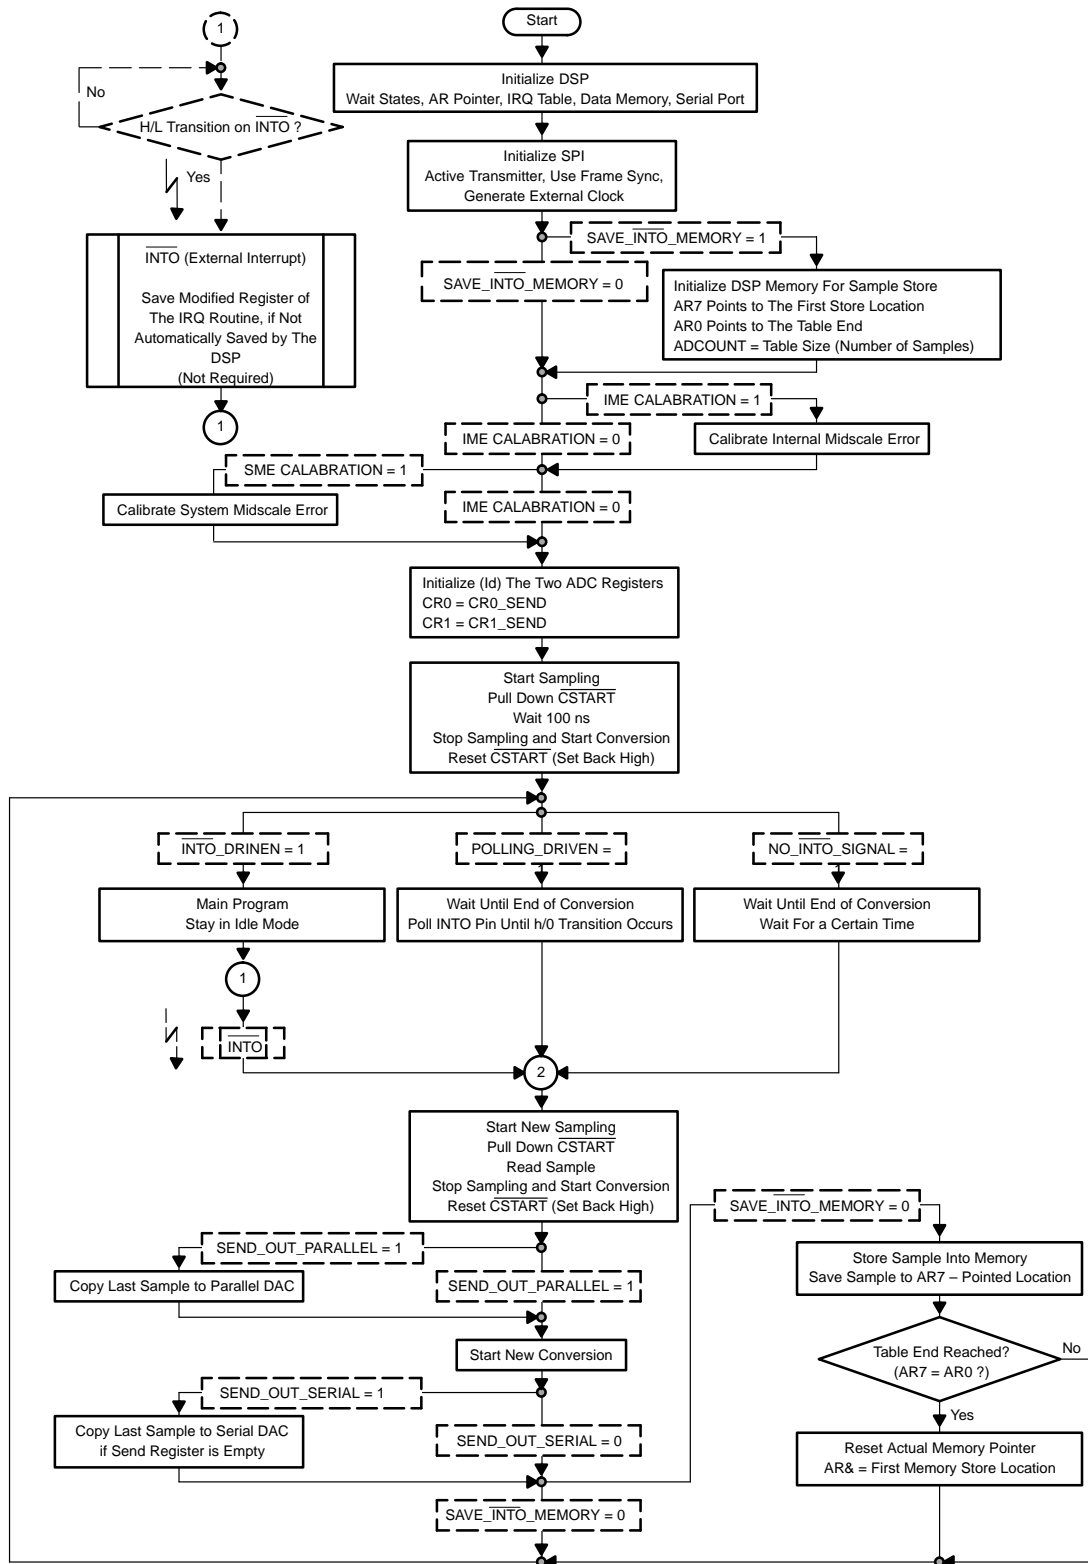 1
Start
No
H/L Transition on INTO ?
Yes
Initialize DSP
Wait States, AR Pointer, IRQ Table, Data Memory, Serial Port
Initialize SPI
Active Transmitter, Use Frame Sync,
Generate External Clock
SAVE_INTO_MEMORY = 1
SAVE_INTO_MEMORY = 0
Initialize DSP Memory For Sample Store
AR7 Points to The First Store Location
AR0 Points to The Table End
ADCOUNT = Table Size (Number of Samples)
INTO (External Interrupt)
Save Modified Register of
The IRQ Routine, if Not
Automatically Saved by The
DSP
(Not Required)
1
IME CALABRATION = 1
IME CALABRATION = 0
Calibrate Internal Midscale Error
SME CALABRATION = 1
Calibrate System Midscale Error
IME CALABRATION = 0
Initialize (Id) The Two ADC Registers
CR0 = CR0_SEND
CR1 = CR1_SEND
Start Sampling
Pull Down CSTART
Wait 100 ns
Stop Sampling and Start Conversion
Reset CSTART (Set Back High)
INTO_DRINEN = 1
POLLING_DRIVEN =
NO_INTO_SIGNAL =
Main Program
Stay in Idle Mode
Wait Until End of Conversion
Poll INTO Pin Until h/0 Transition Occurs
Wait Until End of Conversion
Wait For a Certain Time
1
INTO
2
Start New Sampling
Pull Down CSTART
Read Sample
Stop Sampling and Start Conversion
Reset CSTART (Set Back High)
SEND_OUT_PARALLEL = 1
Copy Last Sample to Parallel DAC
SEND_OUT_PARALLEL = 1
Start New Conversion
SEND_OUT_SERIAL = 1
Copy Last Sample to Serial DAC
if Send Register is Empty
SEND_OUT_SERIAL = 0
SAVE_INTO_MEMORY = 0
SAVE_INTO_MEMORY = 0
Store Sample Into Memory
Save Sample to AR7 – Pointed Location
Table End Reached?
(AR7 = AR0 ?)
No
Yes
Reset Actual Memory Pointer
AR& = First Memory Store Location